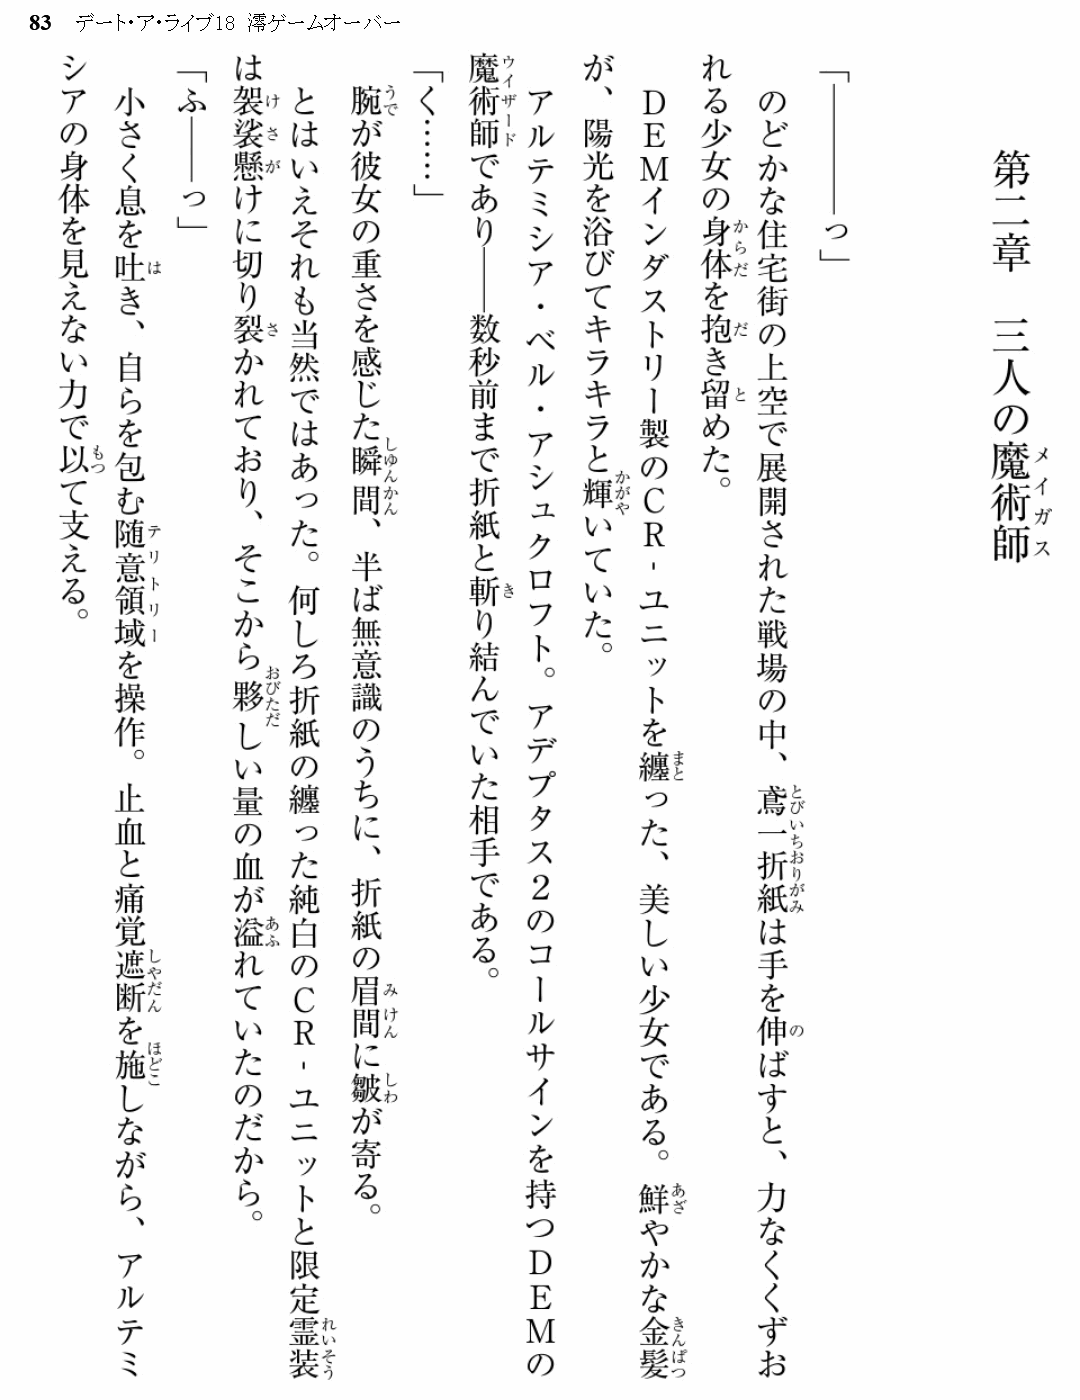 83 デート・ア・ライブ18 澪ゲームオーバー
第二章　三人の魔術師
メイガス
「――――っ」
のどかな住宅街の上空で展開された戦場の中、鳶一折紙は手を伸ばすと、力なくくずお
とびいちおりがみ
の
れる少女の身体を抱き留めた。
からだ
だ
と
ＤＥＭインダストリー製のＣＲ-ユニットを纏った、美しい少女である。鮮やかな金髪
まと
あざ
きんぱつ
が、陽光を浴びてキラキラと輝いていた。
かがや
アルテミシア・ベル・アシュクロフト。アデプタス２のコールサインを持つＤＥＭの
魔術師であり――数秒前まで折紙と斬り結んでいた相手である。
ウイザード
き
「く……」
腕が彼女の重さを感じた瞬間、半ば無意識のうちに、折紙の眉間に皺が寄る。
うで
しゆんかん
みけん
しわ
とはいえそれも当然ではあった。何しろ折紙の纏った純白のＣＲ-ユニットと限定霊装
れいそう
は袈裟懸けに切り裂かれており、そこから夥しい量の血が溢れていたのだから。
けさが
さ
おびただ
あふ
「ふ――っ」
小さく息を吐き、自らを包む随意領域を操作。止血と痛覚遮断を施しながら、アルテミ
は
テリトリー
しやだん
ほどこ
シアの身体を見えない力で以て支える。
もつ